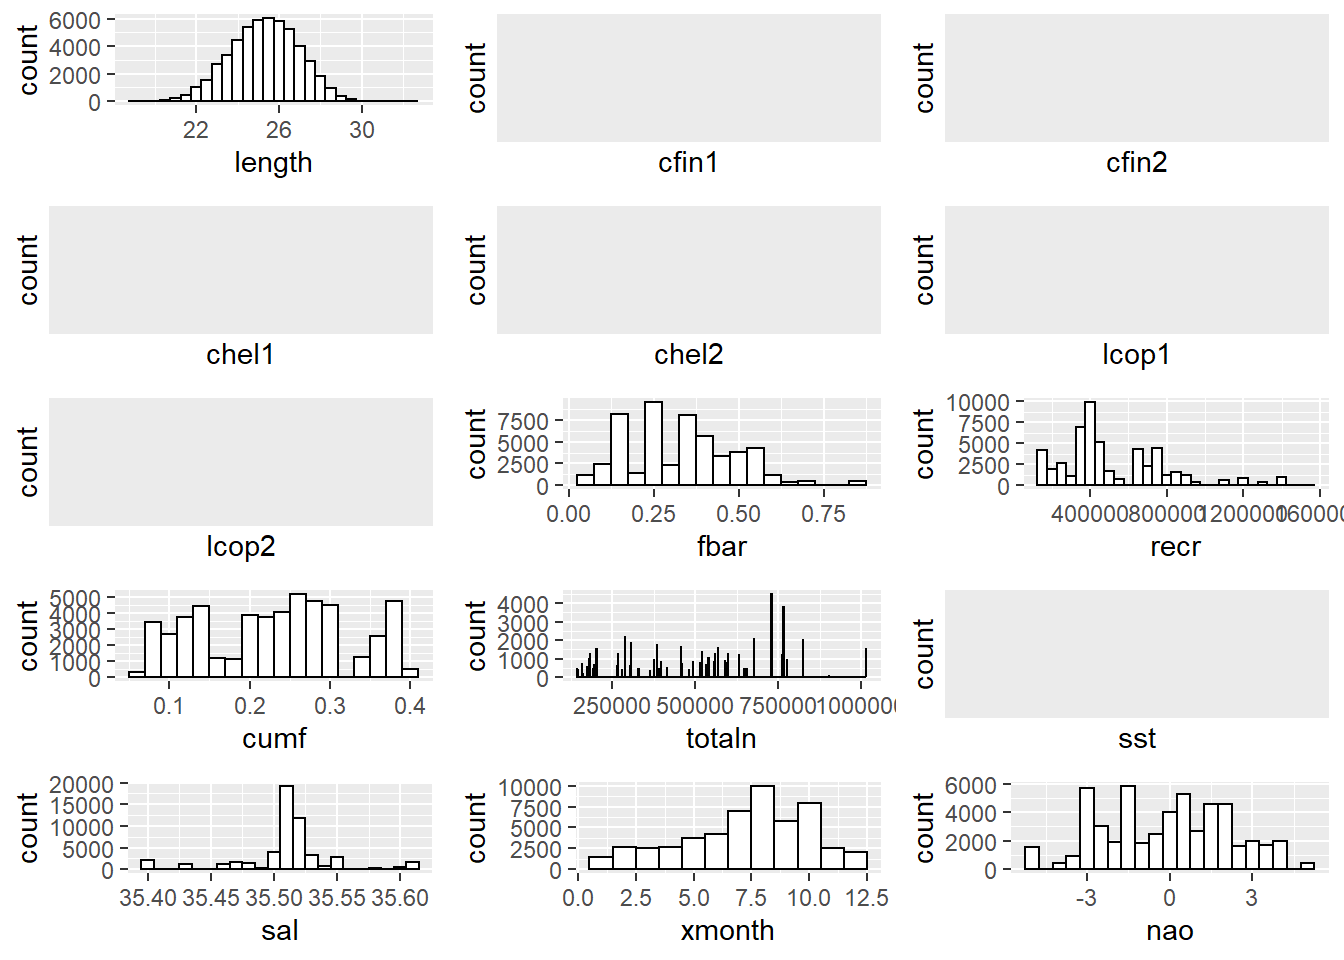 count
6000
4000
2000
0
22 26 30
length
count
cfin1
count
cfin2
count
chel1
count
chel2
count
lcop1
count
lcop2
count
7500
5000
2500
0
0.00 0.25 0.50 0.75
fbar
count
10000
7500
5000
2500
0
400000 800000 1200000 1600000
recr
count
5000
4000
3000
2000
1000
0
0.1 0.2 0.3 0.4
cumf
count
4000
3000
2000
1000
0
250000 500000 750000 1000000
totaln
count
sst
count
20000
15000
10000
5000
0
35.40 35.45 35.50 35.55 35.60
sal
count
10000
7500
5000
2500
0
0.0 2.5 5.0 7.5 10.0 12.5
xmonth
count
6000
4000
2000
0
-3 0 3
nao